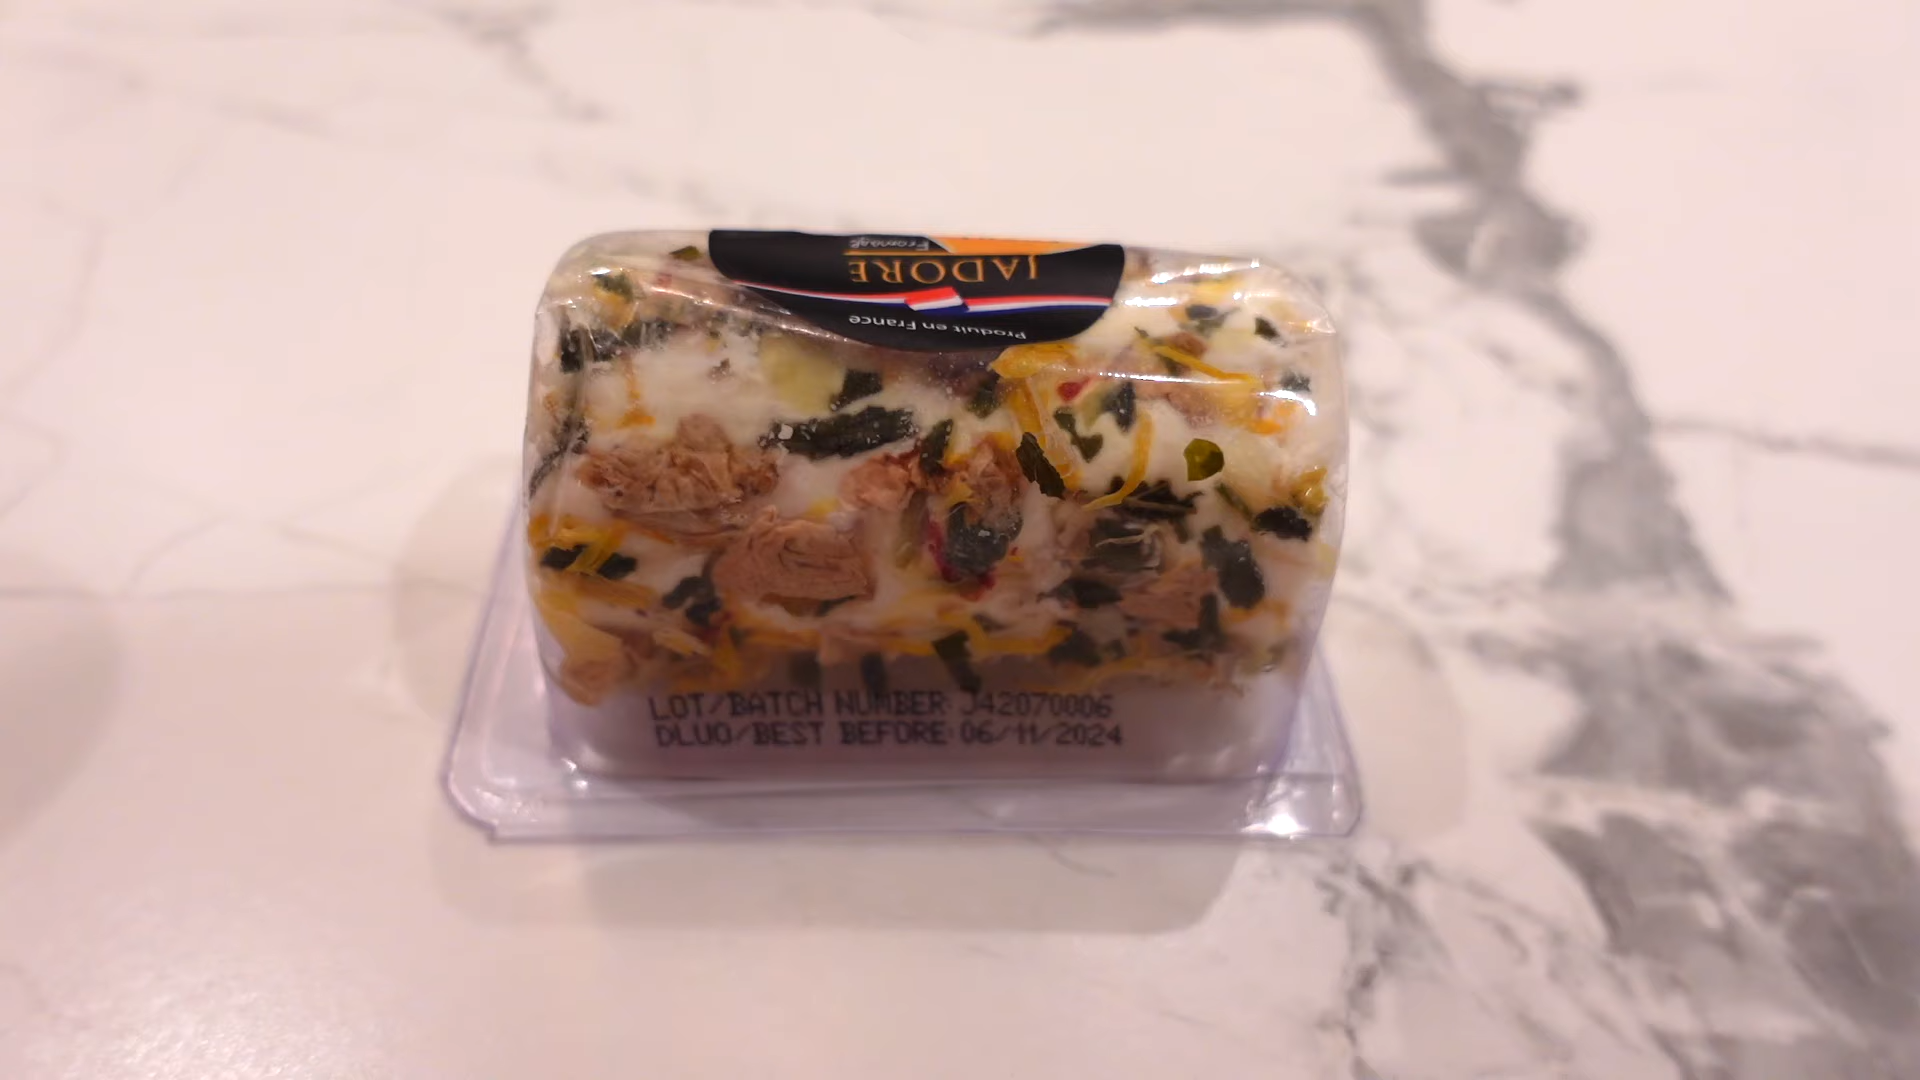 Produit en France
JADORE
Fromage
LOT/BATCH NUMBER: J42070006
DLUO/BEST BEFORE: 06/11/2024